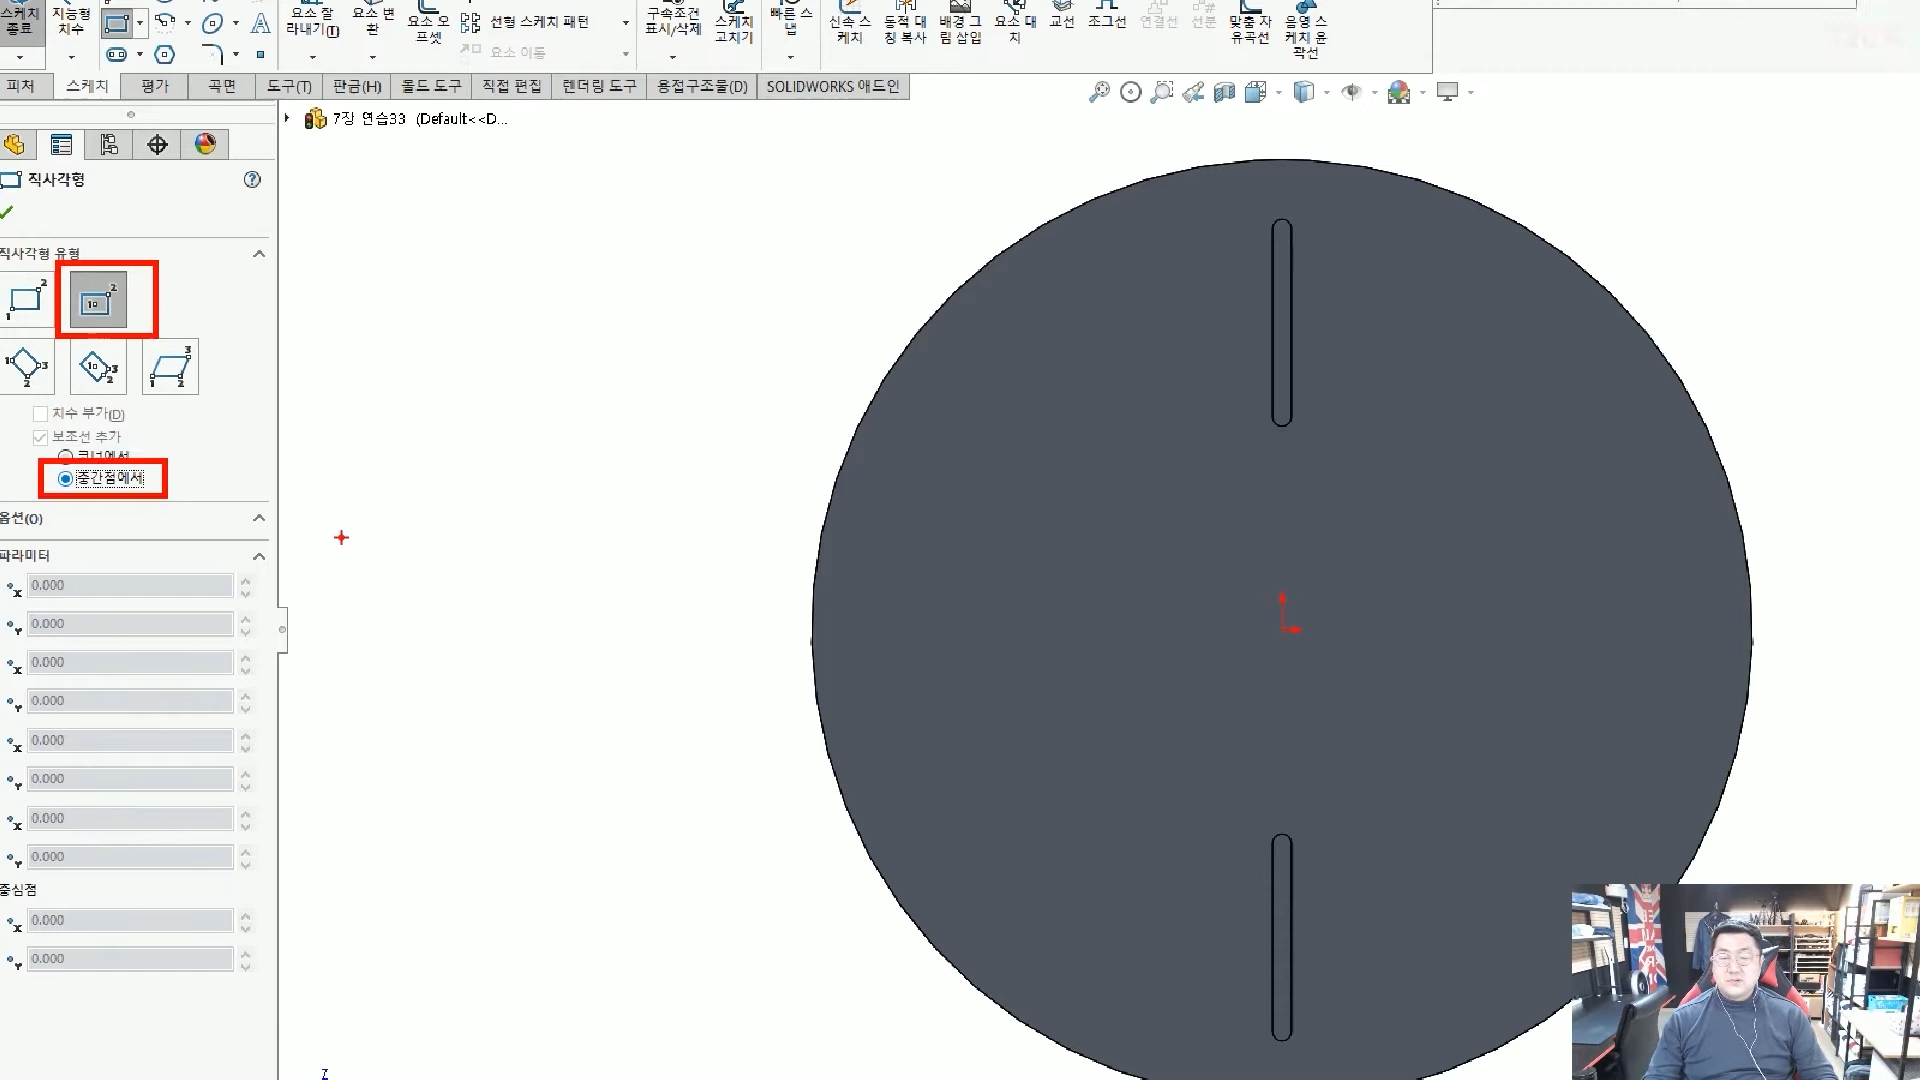 스케치
종료
지능형
치수
요소 잘
라내기(T)
요소 변
환
요소 오
프셋
선형 스케치 패턴
요소 이동
구속조건
표시/삭제
스케치
고치기
빠른 스
냅
신속 스
케치
동적 대
칭 복사
배경 그
림 삽입
요소 대
치
교선
조그선
연결선
선분
맞춤 자
유곡선
음영 스
케치 윤
곽선
피처
스케치
평가
곡면
도구(T)
판금(H)
몰드 도구
직접 편집
렌더링 도구
용접구조물(D)
SOLIDWORKS 애드인
7장 연습33 (Default<<D...
직사각형
직사각형 유형
치수 부가(D)
보조선 추가
코너에서
중간점에서
옵션(O)
파라미터
0.000
0.000
0.000
0.000
0.000
0.000
0.000
0.000
중심점
0.000
0.000
Z